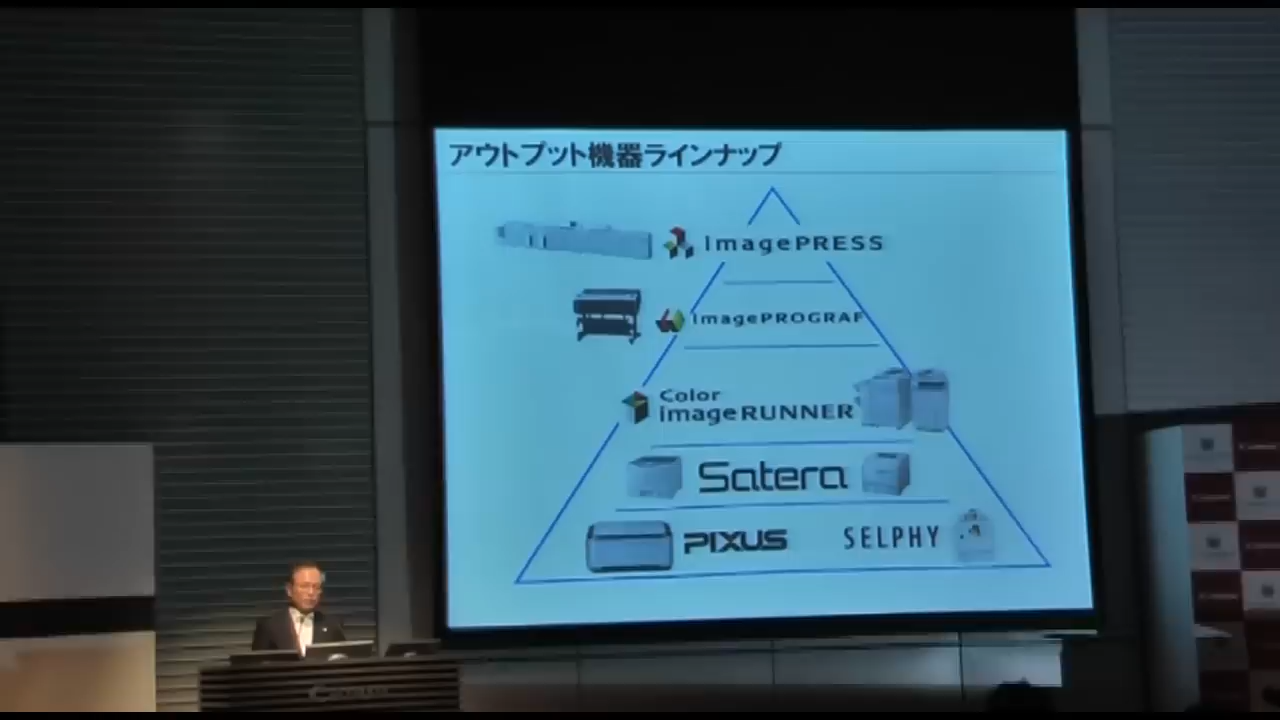 アウトプット機器ラインナップ
imagePRESS
imagePROGRAF
Color
imageRUNNER
Satera
PIXUS
SELPHY
Canon